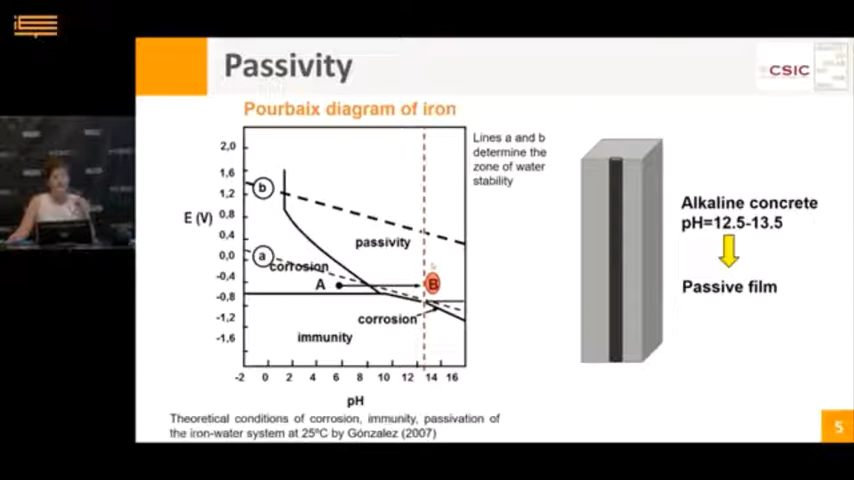 Passivity
CSIC
Pourbaix diagram of iron
Lines a and b
determine the
zone of water
stability
2,0
1,6
1,2
0,8
0,4
0,0
-0,4
-0,8
-1,2
-1,6
E (V)
b
a
passivity
corrosion
A
B
corrosion
immunity
-2 0 2 4 6 8 10 12 14 16
pH
Alkaline concrete
pH=12.5-13.5
Passive film
Theoretical conditions of corrosion, immunity, passivation of
the iron-water system at 25ºC by Gónzalez (2007)
5